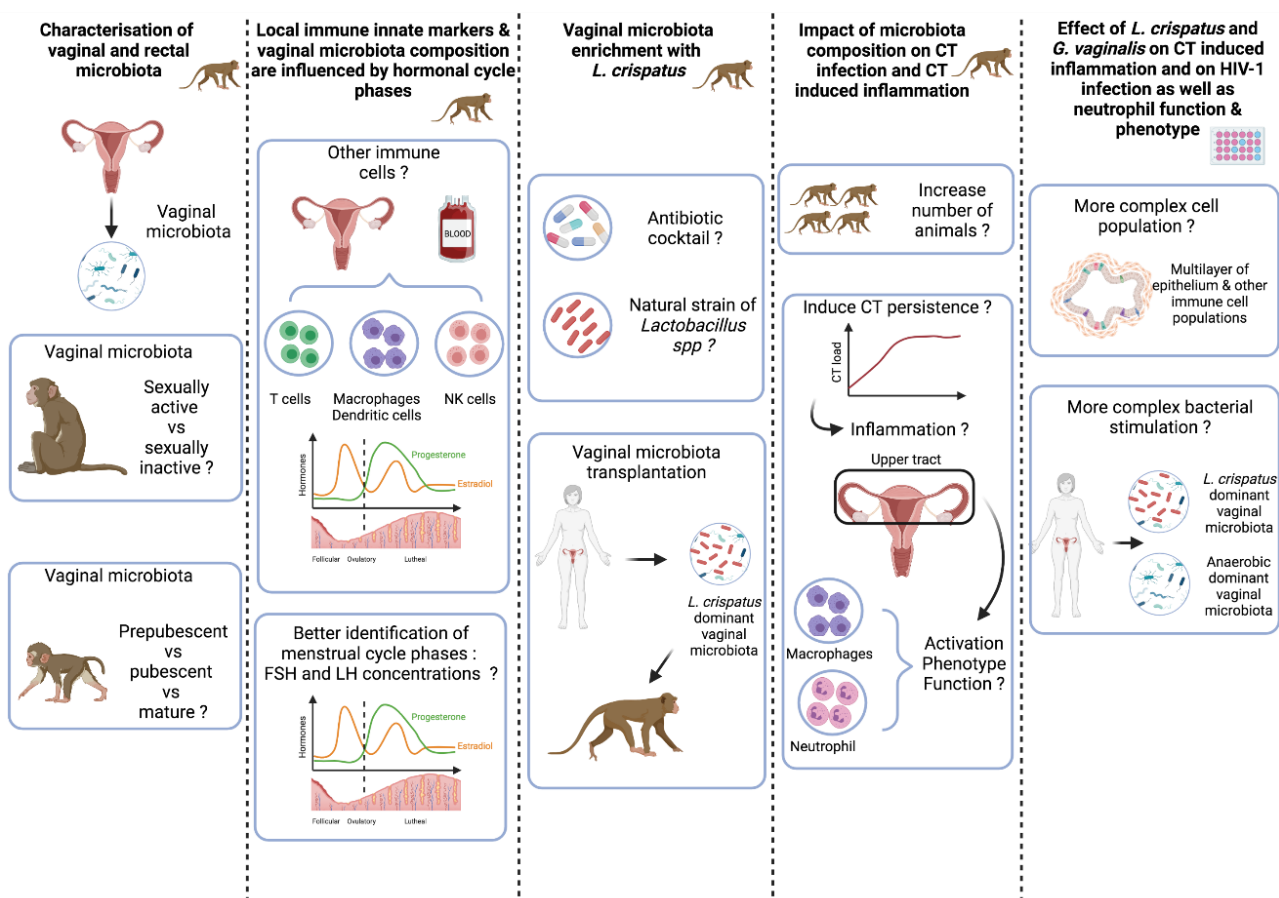 Characterisation of
vaginal and rectal
microbiota
Vaginal
microbiota
Vaginal microbiota
Sexually
active
vs
sexually
inactive ?
Vaginal microbiota
Prepubescent
vs
pubescent
vs
mature ?
Local immune innate markers &
vaginal microbiota composition
are influenced by hormonal cycle
phases
Other immune
cells ?
BLOOD
T cells
Macrophages
Dendritic cells
NK cells
Hormones
Progesterone
Estradiol
Follicular
Ovulatory
Lutheal
Better identification of
menstrual cycle phases :
FSH and LH concentrations ?
Hormones
Progesterone
Estradiol
Follicular
Ovulatory
Lutheal
Vaginal microbiota
enrichment with
L. crispatus
Antibiotic
cocktail ?
Natural strain of
Lactobacillus
spp ?
Vaginal microbiota
transplantation
L. crispatus
dominant
vaginal
microbiota
Impact of microbiota
composition on CT
infection and CT
induced inflammation
Increase
number of
animals ?
Induce CT persistence ?
CT load
Inflammation ?
Upper tract
Macrophages
Neutrophil
Activation
Phenotype
Function ?
Effect of L. crispatus and
G. vaginalis on CT induced
inflammation and on HIV-1
infection as well as
neutrophil function &
phenotype
More complex cell
population ?
Multilayer of
epithelium & other
immune cell
populations
More complex bacterial
stimulation ?
L. crispatus
dominant
vaginal
microbiota
Anaerobic
dominant
vaginal
microbiota